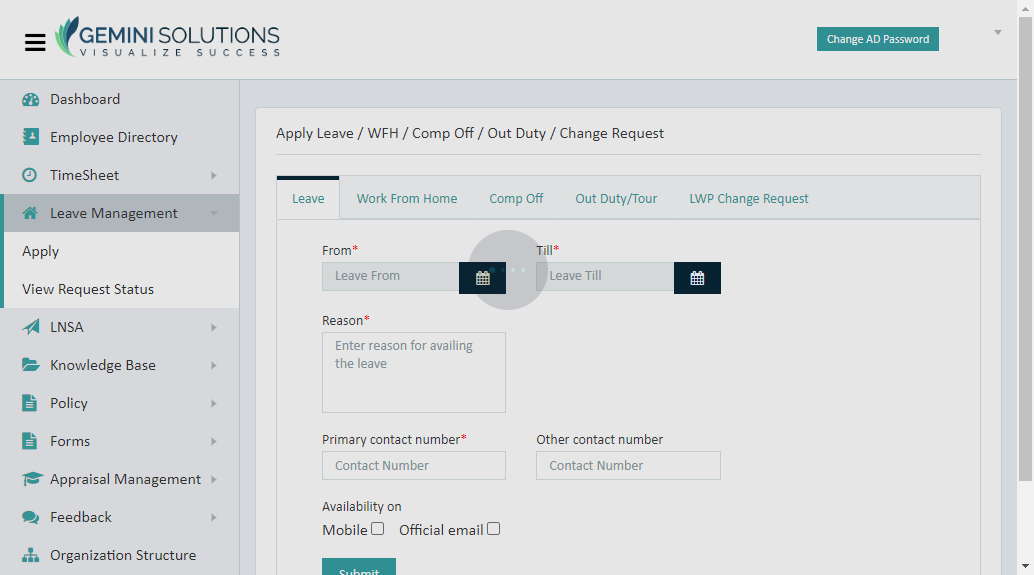 GEMINI SOLUTIONS
VISUALIZE SUCCESS
Change AD Password
Dashboard
Employee Directory
TimeSheet
Leave Management
Apply
View Request Status
LNSA
Knowledge Base
Policy
Forms
Appraisal Management
Feedback
Organization Structure
Apply Leave / WFH / Comp Off / Out Duty / Change Request
Leave Work From Home Comp Off Out Duty/Tour LWP Change Request
From* Till*
Leave From Leave Till
Reason*
Enter reason for availing
the leave
Primary contact number* Other contact number
Contact Number Contact Number
Availability on
Mobile Official email
Submit